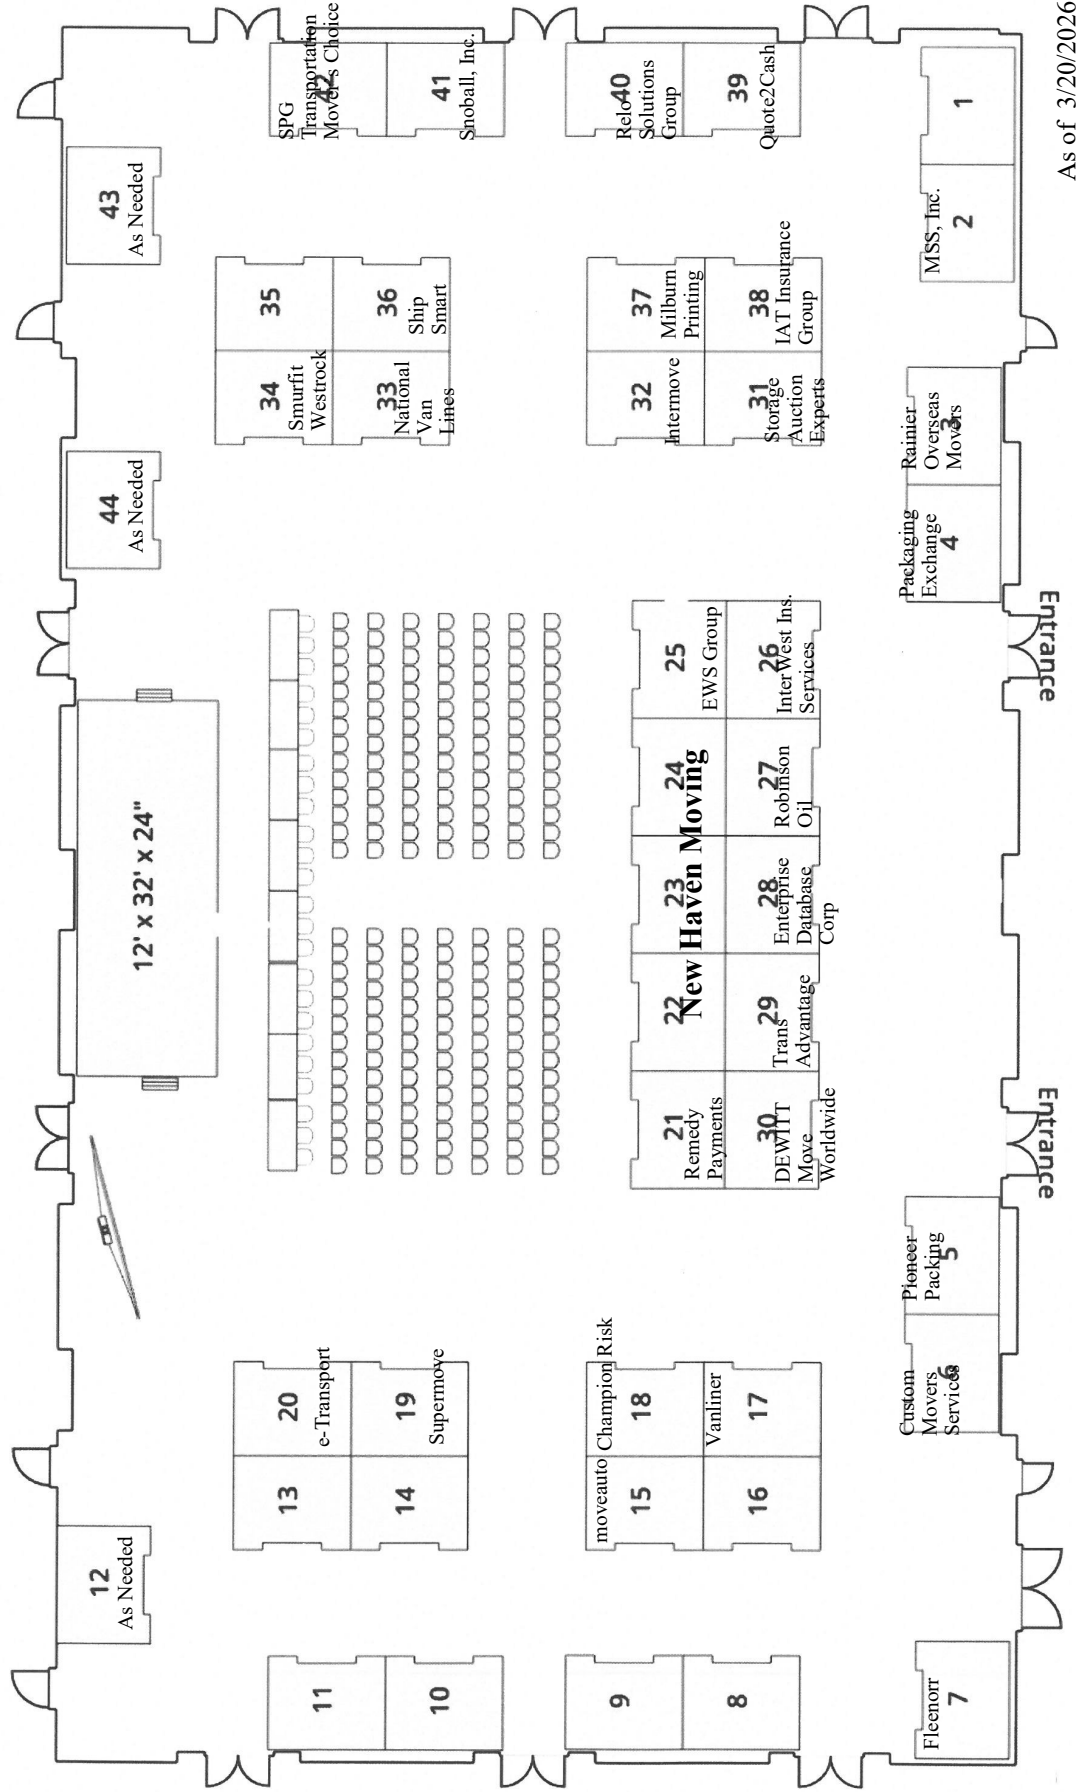 SPG
Transportation
Mover's Choice
42
41
Snoball, Inc.
40
Relo
Solutions
Group
39
Quote2Cash
1
As of 3/20/2026
43
As Needed
2
MSS, Inc.
35
36
Ship
Smart
37
Milburn
Printing
38
IAT Insurance
Group
34
Smurfit
Westrock
33
National
Van
Lines
32
Intermove
31
Storage
Auction
Experts
3
Rainier
Overseas
Movers
44
As Needed
4
Packaging
Exchange
Entrance
12' x 32' x 24"
25
EWS Group
26
InterWest Ins.
Services
24
27
Robinson
Oil
New Haven Moving
23
28
Enterprise
Database
Corp
22
29
Trans
Advantage
21
Remedy
Payments
30
DEWITT
Move
Worldwide
Entrance
5
Pioneer
Packing
6
Custom
Movers
Services
20
e-Transport
19
Supermove
18
Champion Risk
17
Vanliner
13
14
15
moveauto
16
12
As Needed
11
10
9
8
7
Fleenorr